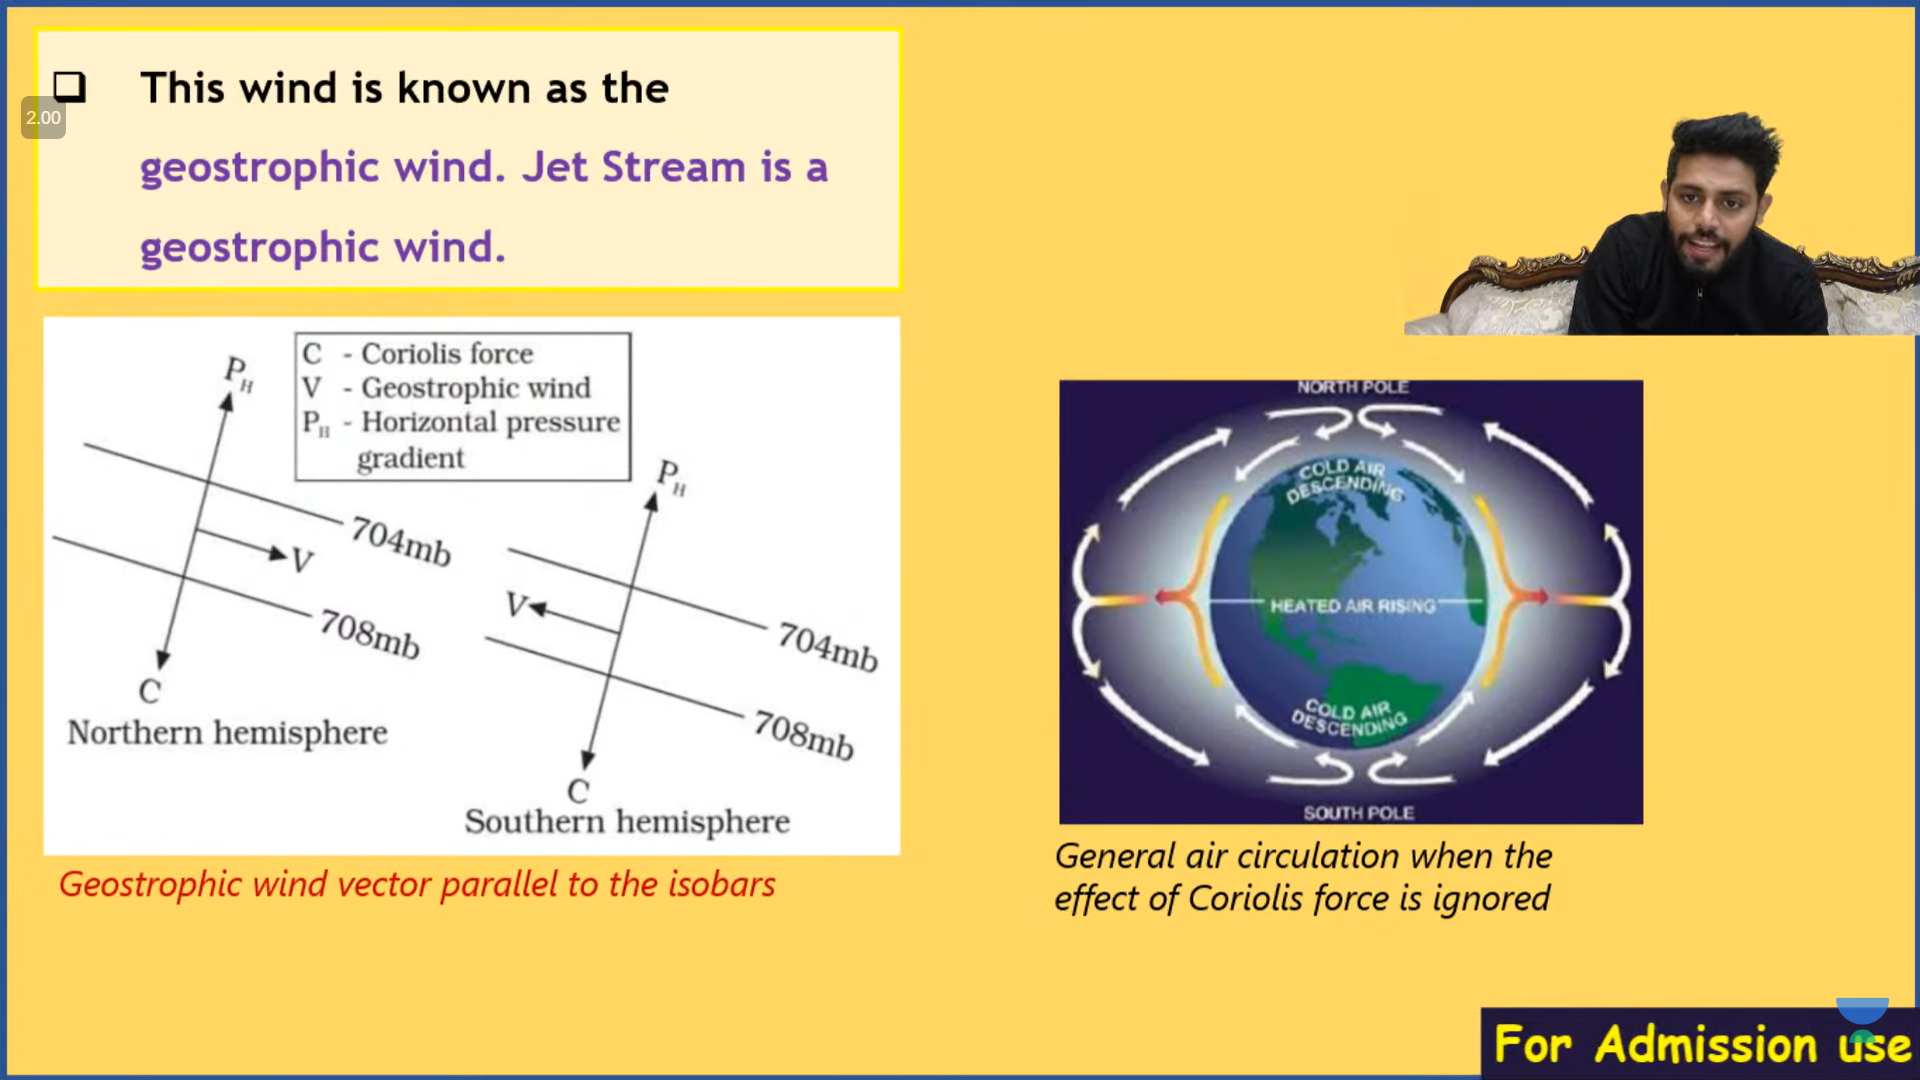 This wind is known as the
2.00
geostrophic wind. Jet Stream is a
geostrophic wind.
C - Coriolis force
V - Geostrophic wind
PH - Horizontal pressure
gradient
PH
704mb
V
708mb
C
Northern hemisphere
PH
V
704mb
708mb
C
Southern hemisphere
Geostrophic wind vector parallel to the isobars
NORTH POLE
COLD AIR
DESCENDING
HEATED AIR RISING
COLD AIR
DESCENDING
SOUTH POLE
General air circulation when the
effect of Coriolis force is ignored
For Admission use